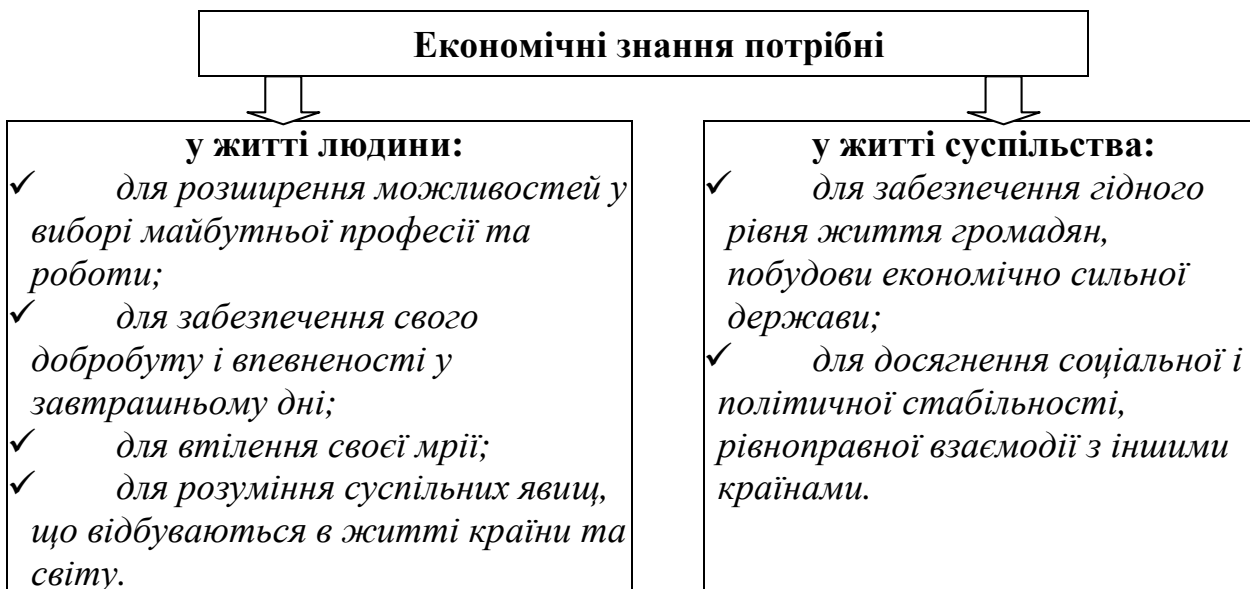 Економічні знання потрібні
у житті людини:
✓ для розширення можливостей у
виборі майбутньої професії та
роботи;
✓ для забезпечення свого
добробуту і впевненості у
завтрашньому дні;
✓ для втілення своєї мрії;
✓ для розуміння суспільних явищ,
що відбуваються в житті країни та
світу.
у житті суспільства:
✓ для забезпечення гідного
рівня життя громадян,
побудови економічно сильної
держави;
✓ для досягнення соціальної і
політичної стабільності,
рівноправної взаємодії з іншими
країнами.